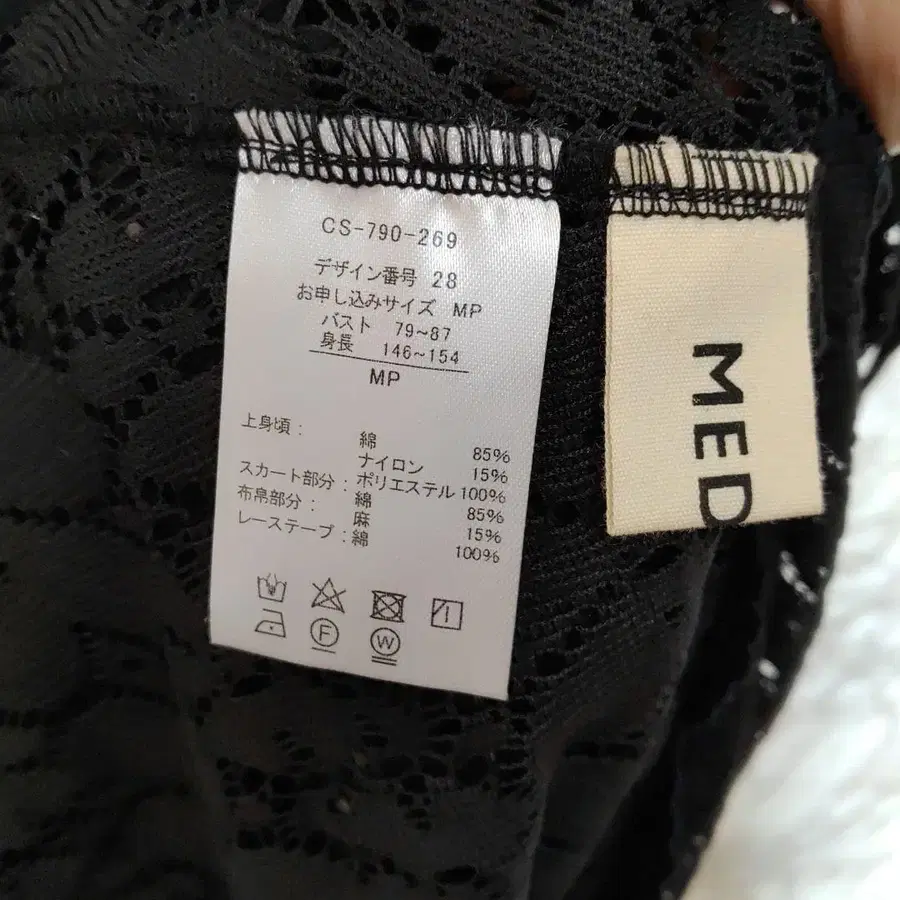 CS-790-269
デザイン番号 28
お申し込みサイズ MP
バスト 79~87
身長 146~154
MP
上身頃: 綿 85%
ナイロン 15%
スカート部分: ポリエステル 100%
布帛部分: 綿 85%
麻 15%
レーステープ: 綿 100%
F
W
MED